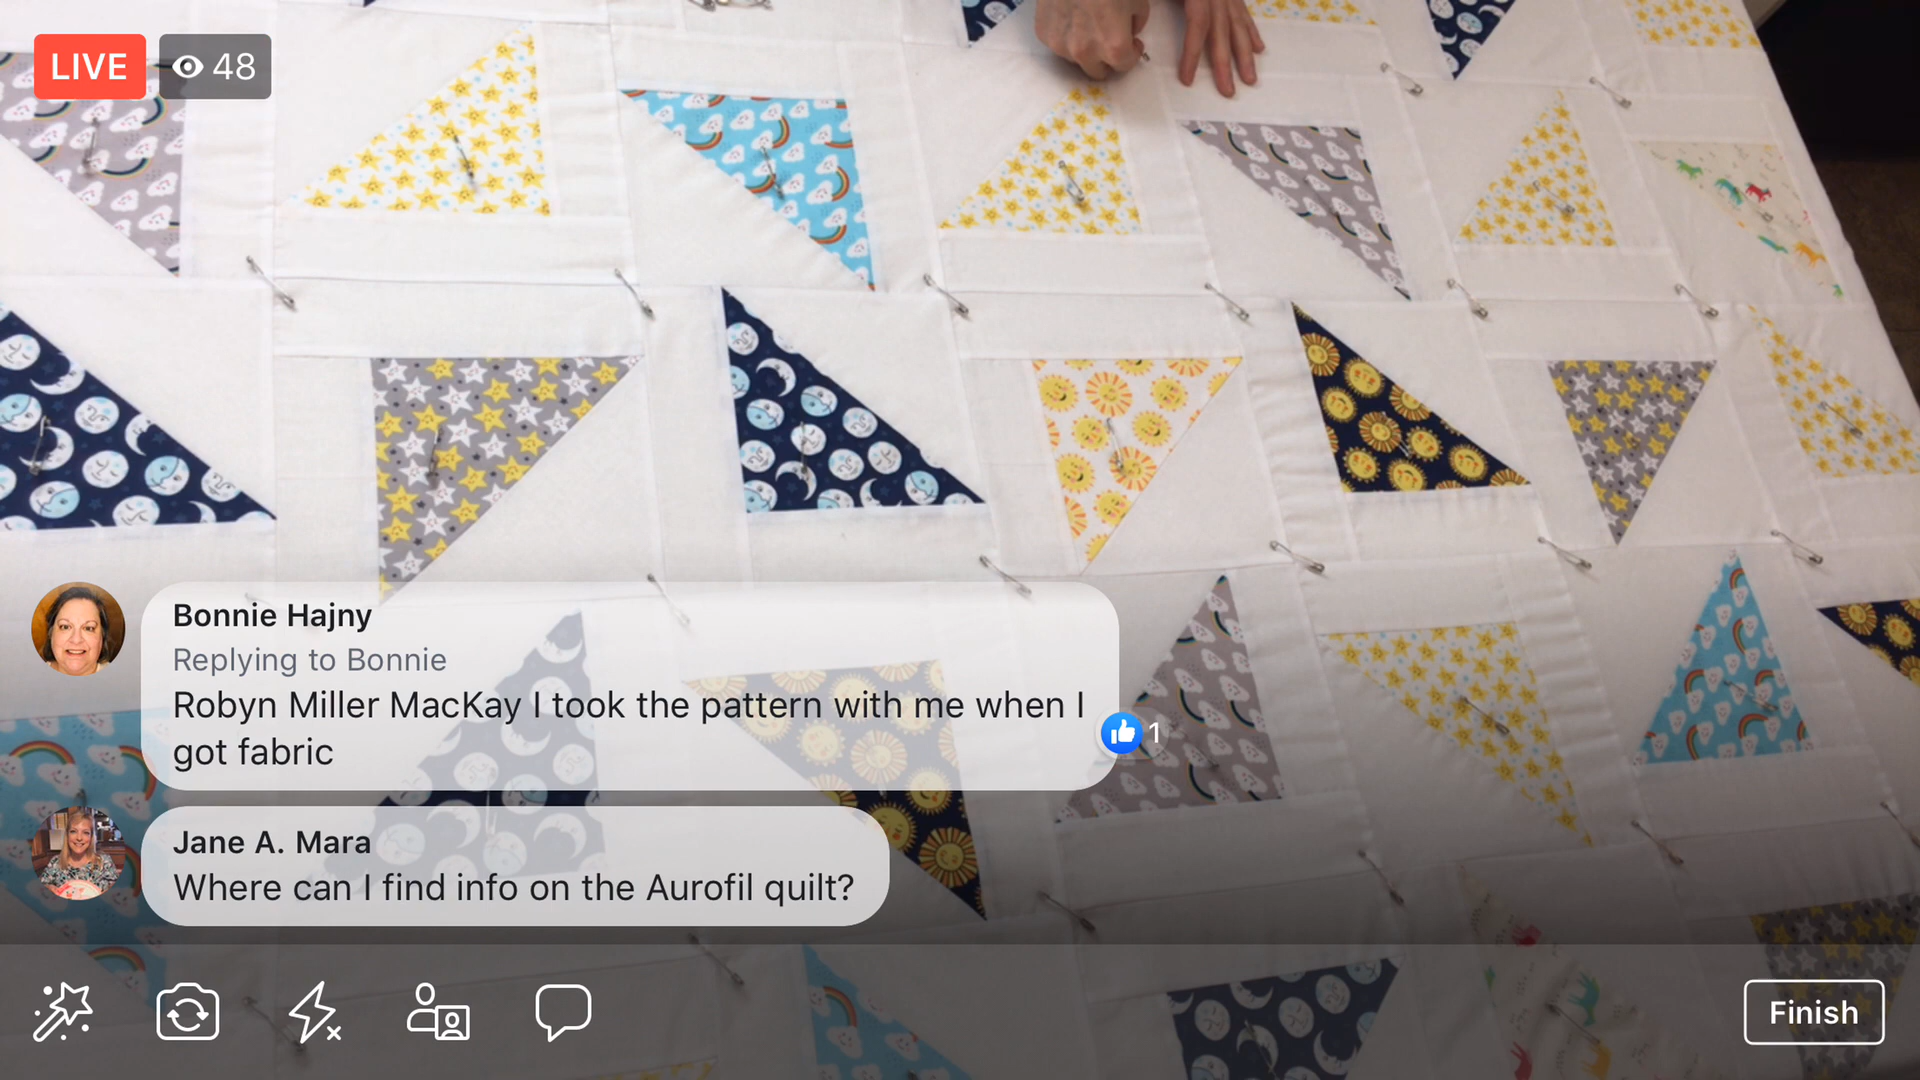 LIVE 48
Bonnie Hajny
Replying to Bonnie
Robyn Miller MacKay I took the pattern with me when I
got fabric
1
Jane A. Mara
Where can I find info on the Aurofil quilt?
Finish